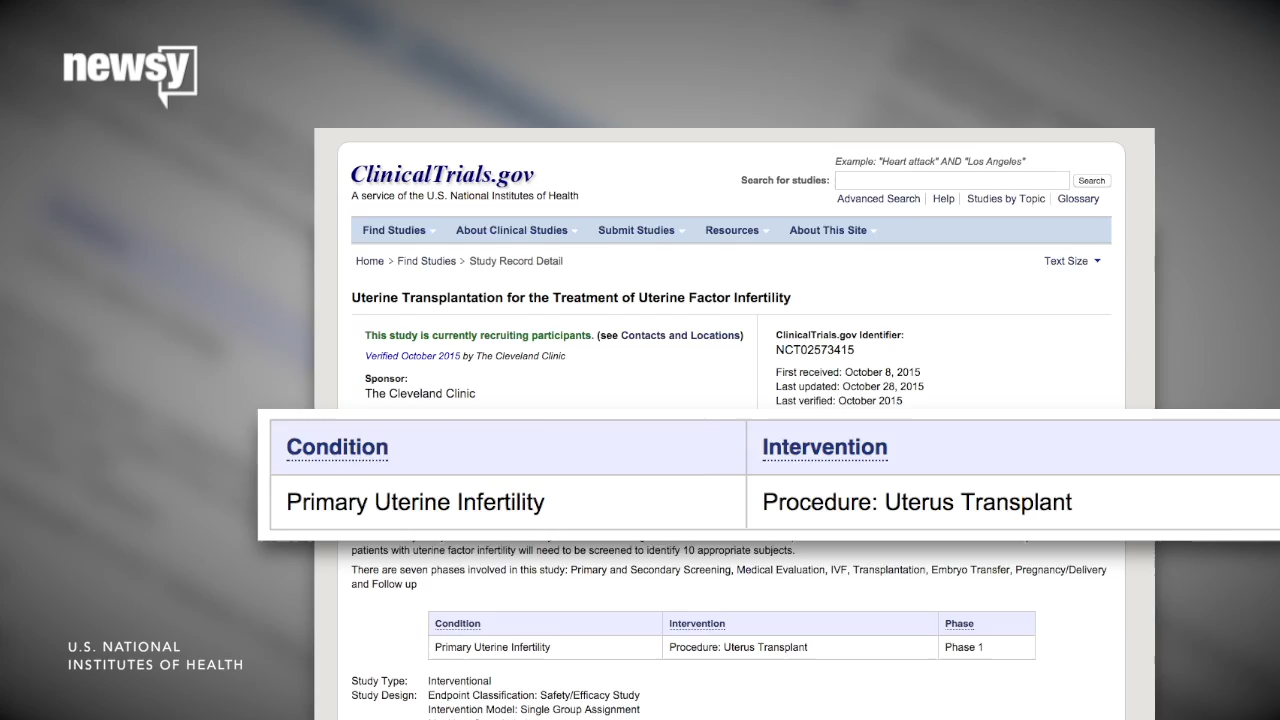 newsy
Example: "Heart attack" AND "Los Angeles"
ClinicalTrials.gov
Search for studies:
Search
A service of the U.S. National Institutes of Health
Advanced Search Help Studies by Topic Glossary
Find Studies About Clinical Studies Submit Studies Resources About This Site
Home > Find Studies > Study Record Detail
Text Size
Uterine Transplantation for the Treatment of Uterine Factor Infertility
This study is currently recruiting participants. (see Contacts and Locations)
Verified October 2015 by The Cleveland Clinic
Sponsor:
The Cleveland Clinic
ClinicalTrials.gov Identifier:
NCT02573415
First received: October 8, 2015
Last updated: October 28, 2015
Last verified: October 2015
Condition Intervention
Primary Uterine Infertility Procedure: Uterus Transplant
patients with uterine factor infertility will need to be screened to identify 10 appropriate subjects.
There are seven phases involved in this study: Primary and Secondary Screening, Medical Evaluation, IVF, Transplantation, Embryo Transfer, Pregnancy/Delivery
and Follow up
Condition Intervention Phase
Primary Uterine Infertility Procedure: Uterus Transplant Phase 1
Study Type: Interventional
Study Design: Endpoint Classification: Safety/Efficacy Study
Intervention Model: Single Group Assignment
U.S. NATIONAL
INSTITUTES OF HEALTH